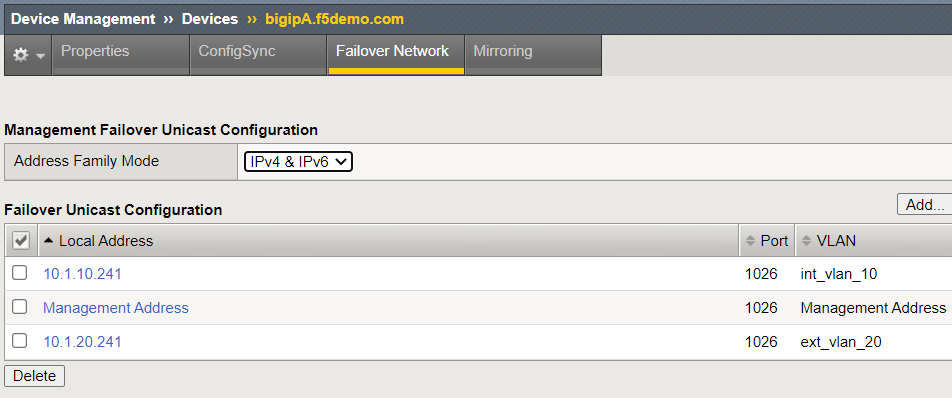 Device Management ›› Devices ›› bigipA.f5demo.com
Properties ConfigSync Failover Network Mirroring
Management Failover Unicast Configuration
Address Family Mode IPv4 & IPv6
Failover Unicast Configuration Add...
Local Address Port VLAN
10.1.10.241 1026 int_vlan_10
Management Address 1026 Management Address
10.1.20.241 1026 ext_vlan_20
Delete